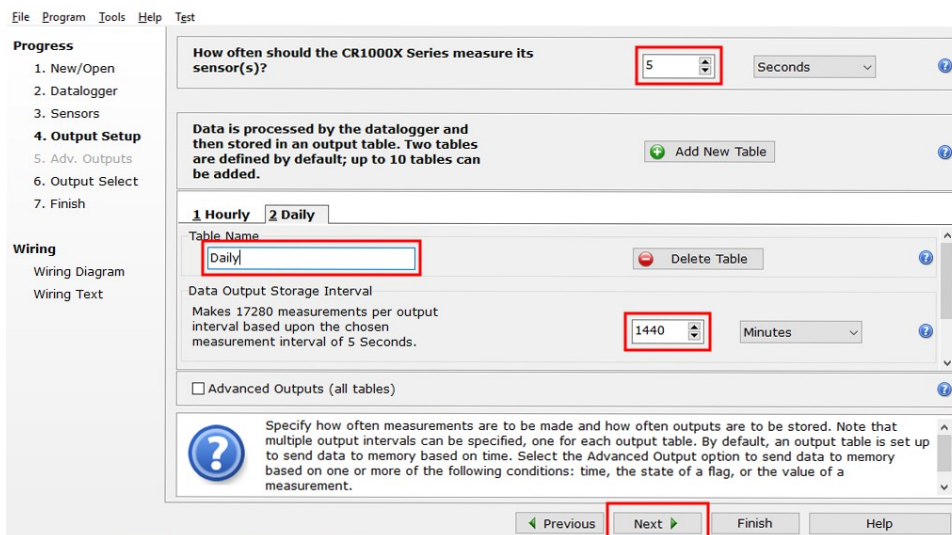 File Program Tools Help Test
Progress
1. New/Open
2. Datalogger
3. Sensors
4. Output Setup
5. Adv. Outputs
6. Output Select
7. Finish
Wiring
Wiring Diagram
Wiring Text
How often should the CR1000X Series measure its
sensor(s)?
5
Seconds
Data is processed by the datalogger and
then stored in an output table. Two tables
are defined by default; up to 10 tables can
be added.
Add New Table
1 Hourly 2 Daily
Table Name
Daily
Delete Table
Data Output Storage Interval
Makes 17280 measurements per output
interval based upon the chosen
measurement interval of 5 Seconds.
1440
Minutes
Advanced Outputs (all tables)
Specify how often measurements are to be made and how often outputs are to be stored. Note that
multiple output intervals can be specified, one for each output table. By default, an output table is set up
to send data to memory based on time. Select the Advanced Output option to send data to memory
based on one or more of the following conditions: time, the state of a flag, or the value of a
measurement.
Previous Next Finish Help